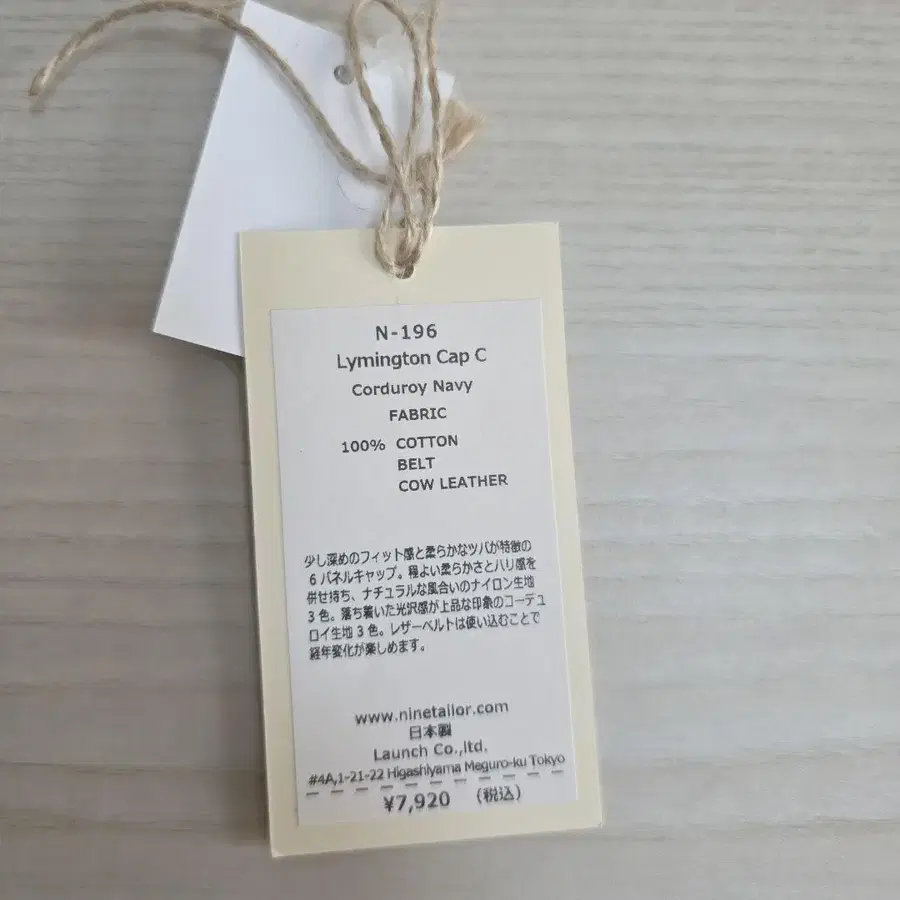 N-196
Lymington Cap C
Corduroy Navy
FABRIC
100% COTTON
BELT
COW LEATHER
少し深めのフィット感と柔らかなツバが特徴の
6パネルキャップ。程よい柔らかさとハリ感を
併せ持ち、ナチュラルな風合いのナイロン生地
3色。落ち着いた光沢感が上品な印象のコーデュ
ロイ生地3色。レザーベルトは使い込むことで
経年変化が楽しめます。
www.ninetailor.com
日本製
Launch Co.,ltd.
#4A,1-21-22 Higashiyama Meguro-ku Tokyo
¥7,920 (税込)